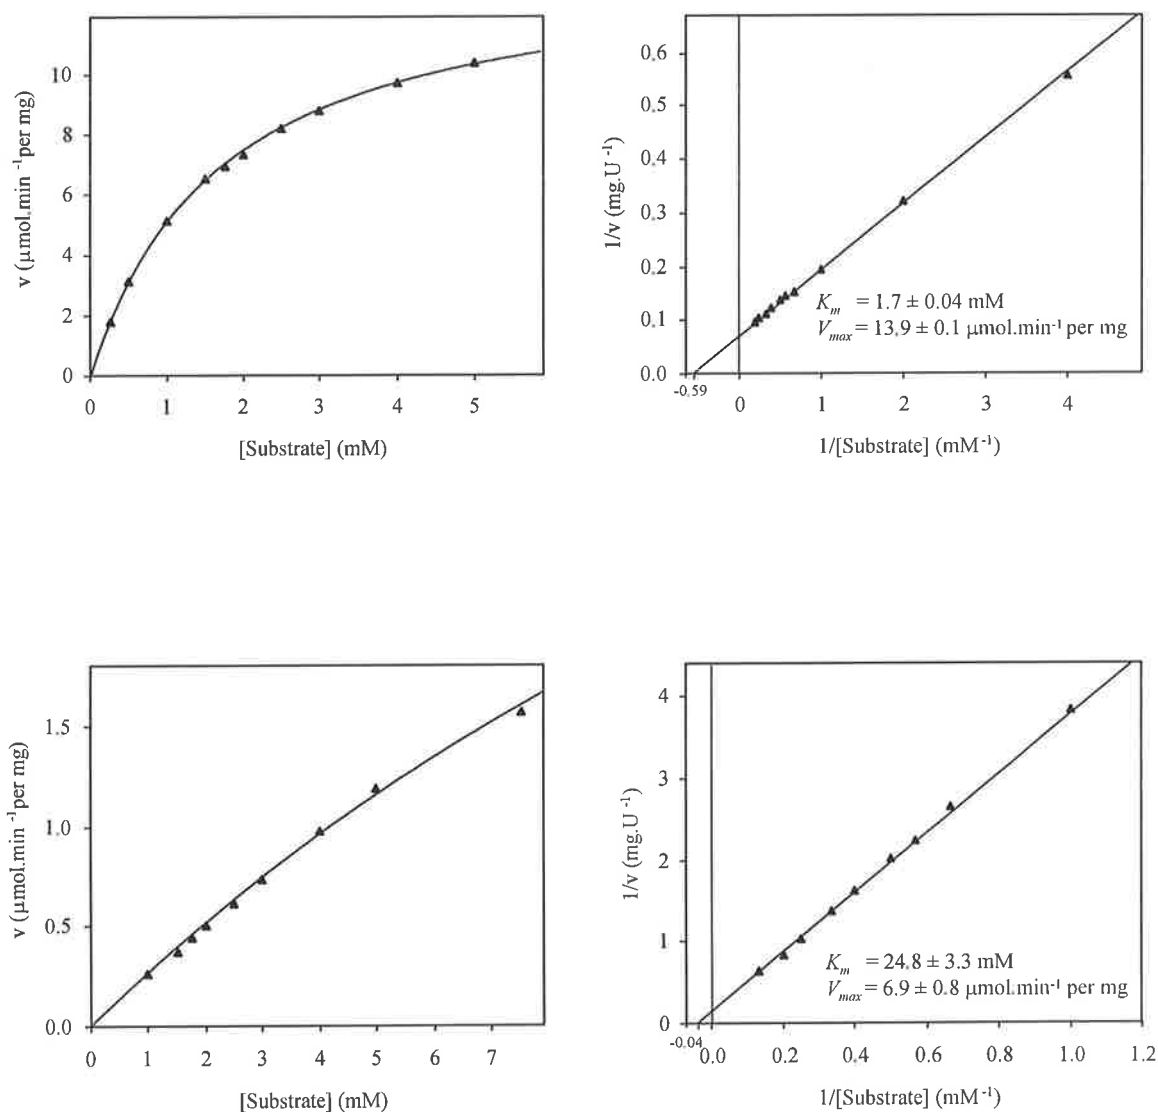 v (μmol.min⁻¹per mg)
10
8
6
4
2
0
0 1 2 3 4 5
[Substrate] (mM)
1/v (mg.U⁻¹)
0.6
0.5
0.4
0.3
0.2
0.1
0.0
Kₘ = 1.7 ± 0.04 mM
Vₘₐₓ = 13.9 ± 0.1 μmol.min⁻¹ per mg
-0.59 0 1 2 4
1/[Substrate] (mM⁻¹)
v (μmol.min⁻¹per mg)
1.5
1.0
0.5
0.0
0 1 2 3 4 5 6 7
[Substrate] (mM)
1/v (mg.U⁻¹)
4
3
2
1
0
Kₘ = 24.8 ± 3.3 mM
Vₘₐₓ = 6.9 ± 0.8 μmol.min⁻¹ per mg
-0.04 0.0 0.2 0.4 0.6 0.8 1.0 1.2
1/[Substrate] (mM⁻¹)